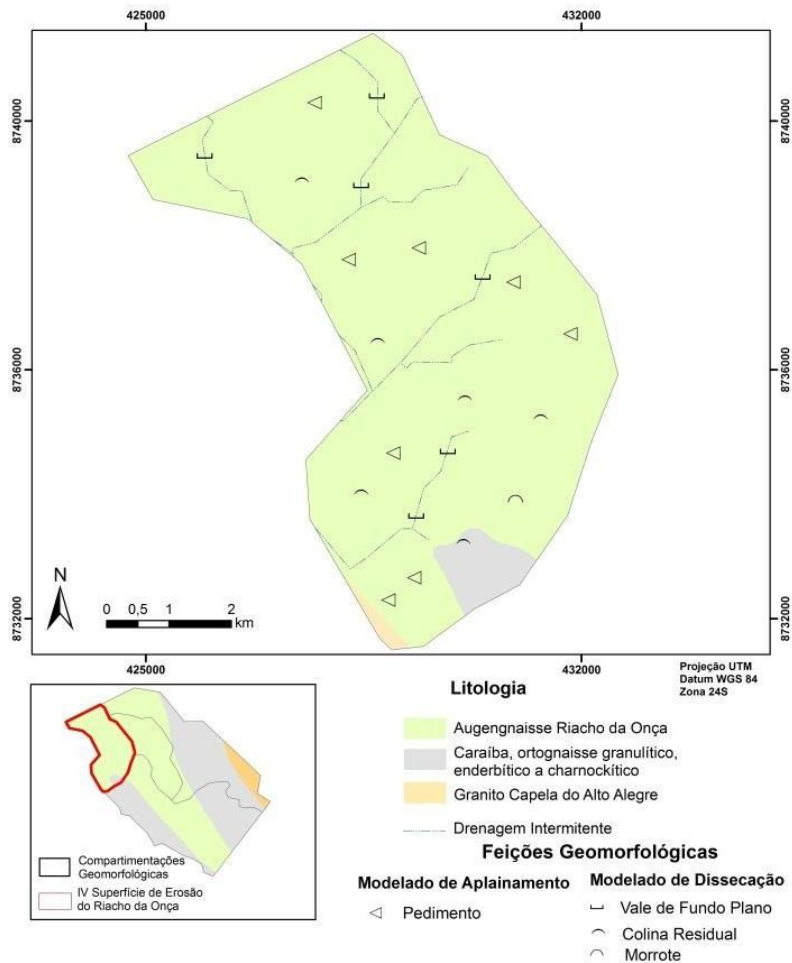 425000
432000
8740000
8740000
8736000
8736000
8732000
8732000
N
0 0,5 1 2
km
425000
432000
Projeção UTM
Datum WGS 84
Zona 24S
Litologia
Augengnaisse Riacho da Onça
Caraíba, ortognaisse granulítico,
enderbítico a charnockítico
Granito Capela do Alto Alegre
Drenagem Intermitente
Compartimentações
Geomorfológicas
IV Superfície de Erosão
do Riacho da Onça
Feições Geomorfológicas
Modelado de Aplainamento
Pedimento
Modelado de Dissecação
Vale de Fundo Plano
Colina Residual
Morrote